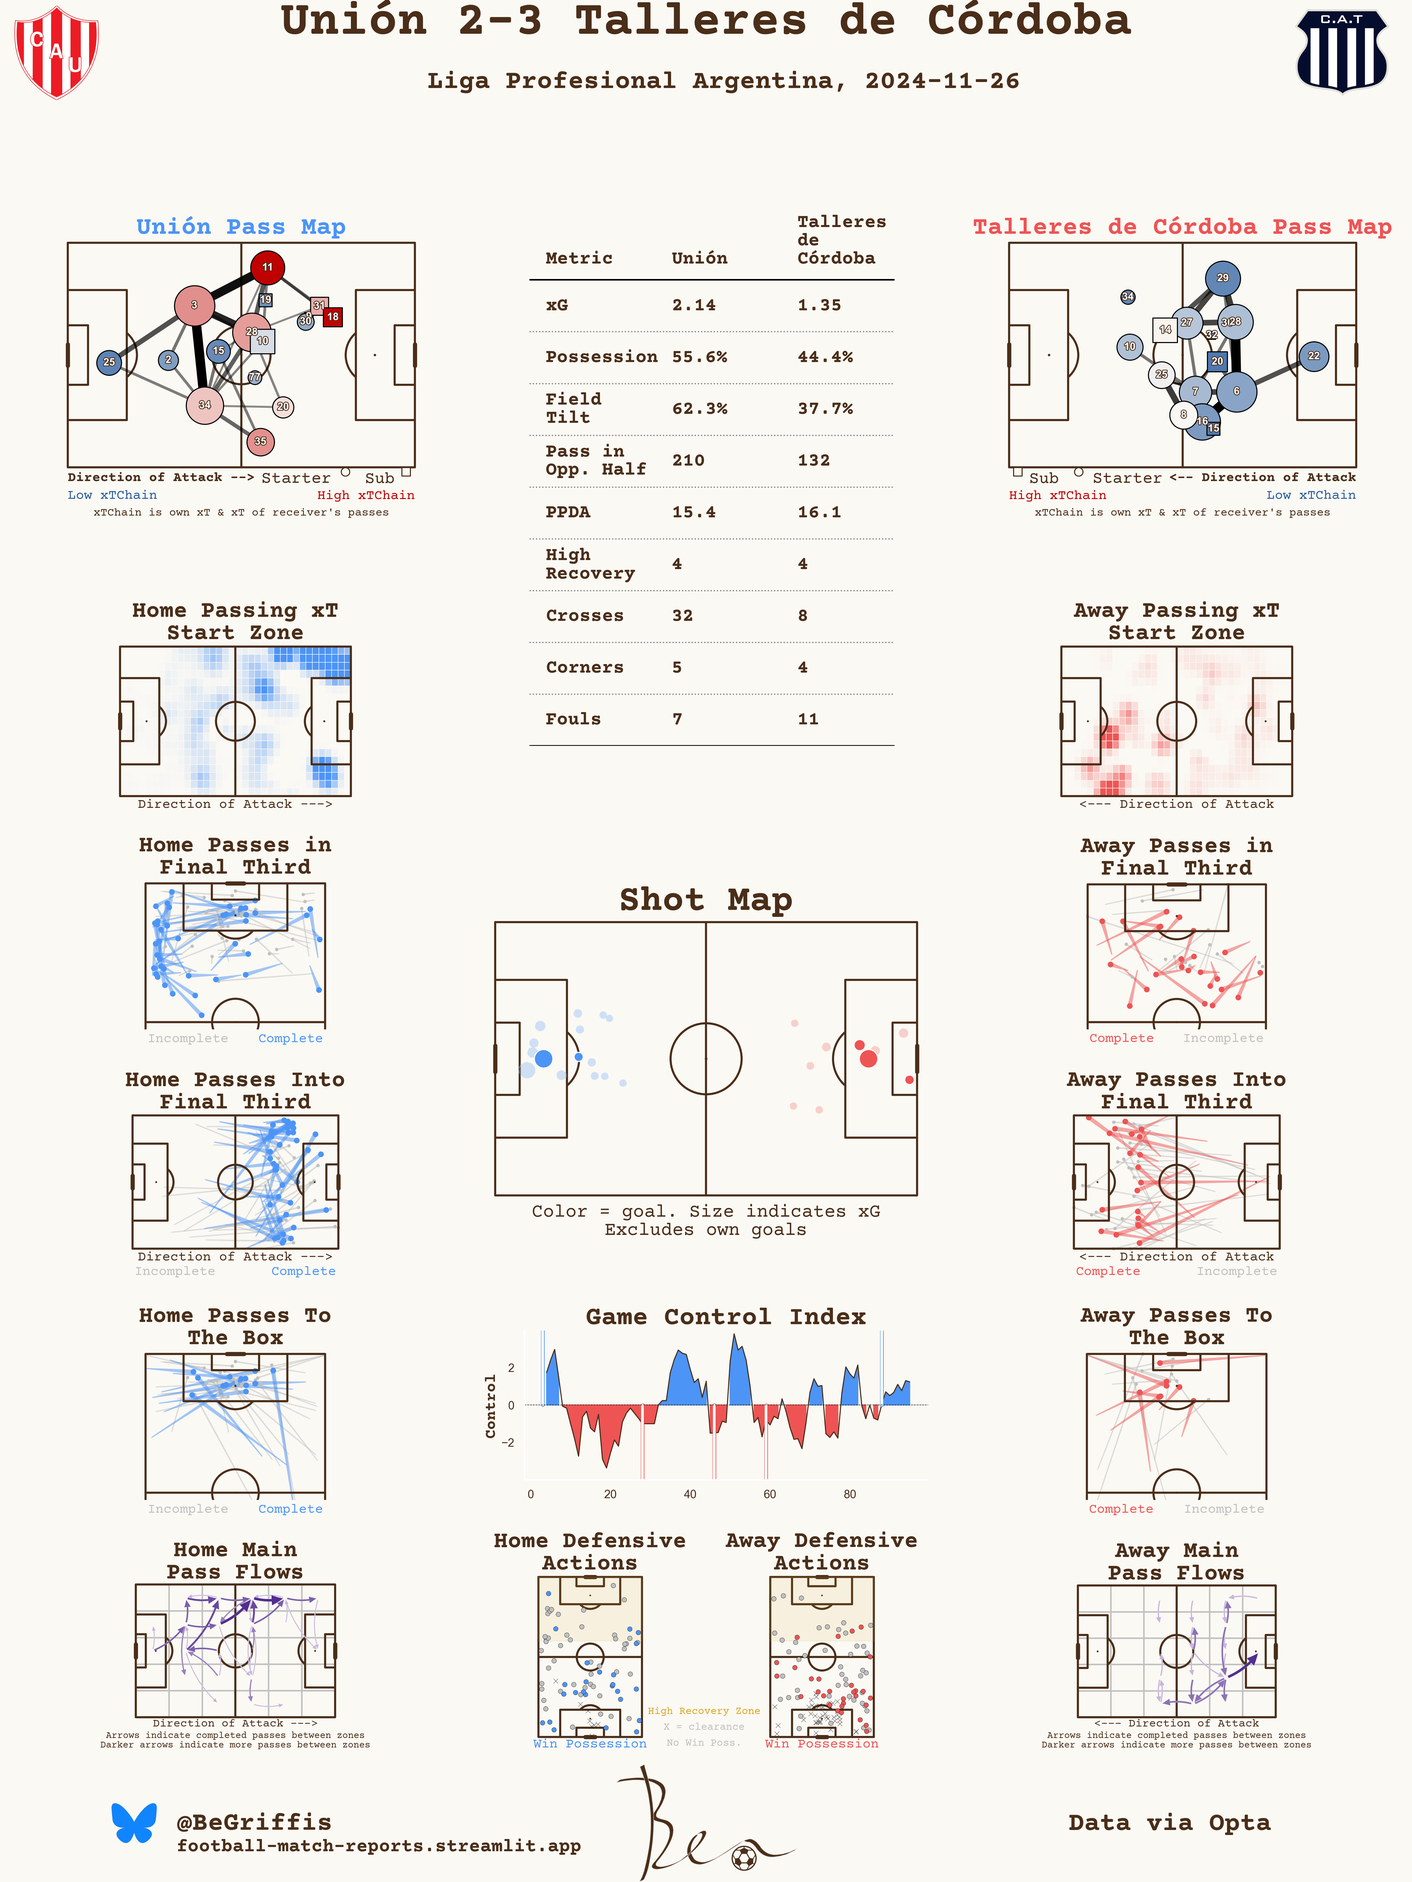 Unión 2-3 Talleres de Córdoba
Liga Profesional Argentina, 2024-11-26
C
A
U
C.A.T
Unión Pass Map
11
3
19
31
18
30
28
10
15
2
25
77
34
20
35
Direction of Attack --> Starter Sub
Low xTChain High xTChain
xTChain is own xT & xT of receiver's passes
Metric Unión Talleres de Córdoba
xG 2.14 1.35
Possession 55.6% 44.4%
Field Tilt 62.3% 37.7%
Pass in Opp. Half 210 132
PPDA 15.4 16.1
High Recovery 4 4
Crosses 32 8
Corners 5 4
Fouls 7 11
Talleres de Córdoba Pass Map
29
34
27
28
14
32
10
20
22
25
7
6
8
16
15
Sub Starter <-- Direction of Attack
High xTChain Low xTChain
xTChain is own xT & xT of receiver's passes
Home Passing xT
Start Zone
Direction of Attack --->
Away Passing xT
Start Zone
<--- Direction of Attack
Home Passes in
Final Third
Incomplete Complete
Away Passes in
Final Third
Complete Incomplete
Shot Map
Color = goal. Size indicates xG
Excludes own goals
Home Passes Into
Final Third
Direction of Attack --->
Incomplete Complete
Away Passes Into
Final Third
<--- Direction of Attack
Complete Incomplete
Game Control Index
Control
2
0
−2
0 20 40 60 80
Home Passes To
The Box
Incomplete Complete
Away Passes To
The Box
Complete Incomplete
Home Main
Pass Flows
Direction of Attack --->
Arrows indicate completed passes between zones
Darker arrows indicate more passes between zones
Home Defensive
Actions
Win Possession
Away Defensive
Actions
Win Possession
High Recovery Zone
X = clearance
No Win Poss.
Away Main
Pass Flows
<--- Direction of Attack
Arrows indicate completed passes between zones
Darker arrows indicate more passes between zones
@BeGriffis
football-match-reports.streamlit.app
Ben
Data via Opta